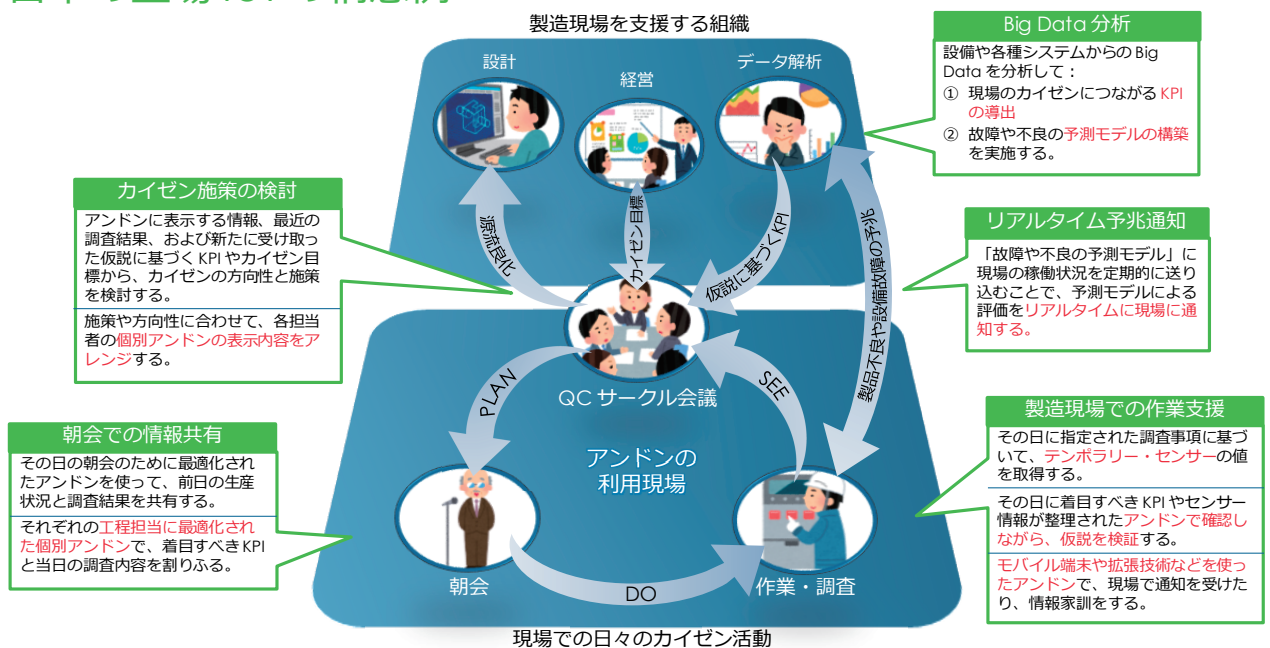 製造現場を支援する組織
設計
経営
データ解析
Big Data 分析
設備や各種システムからの Big
Data を分析して：
① 現場のカイゼンにつながる KPI
の導出
② 故障や不良の予測モデルの構築
を実施する。
カイゼン施策の検討
アンドンに表示する情報、最近の
調査結果、および新たに受け取っ
た仮説に基づく KPI やカイゼン目
標から、カイゼンの方向性と施策
を検討する。
施策や方向性に合わせて、各担当
者の個別アンドンの表示内容をア
レンジする。
源流良化
カイゼン目標
仮説に基づくKPI
製品不良や設備故障の予兆
リアルタイム予兆通知
「故障や不良の予測モデル」に
現場の稼働状況を定期的に送り
込むことで、予測モデルによる
評価をリアルタイムに現場に通
知する。
QC サークル会議
PLAN
SEE
DO
アンドンの
利用現場
朝会での情報共有
その日の朝会のために最適化され
たアンドンを使って、前日の生産
状況と調査結果を共有する。
それぞれの工程担当に最適化され
た個別アンドンで、着目すべき KPI
と当日の調査内容を割りふる。
朝会
作業・調査
製造現場での作業支援
その日に指定された調査事項に基づ
いて、テンポラリー・センサーの値
を取得する。
その日に着目すべき KPI やセンサー
情報が整理されたアンドンで確認し
ながら、仮説を検証する。
モバイル端末や拡張技術などを使っ
たアンドンで、現場で通知を受けた
り、情報家訓をする。
現場での日々のカイゼン活動